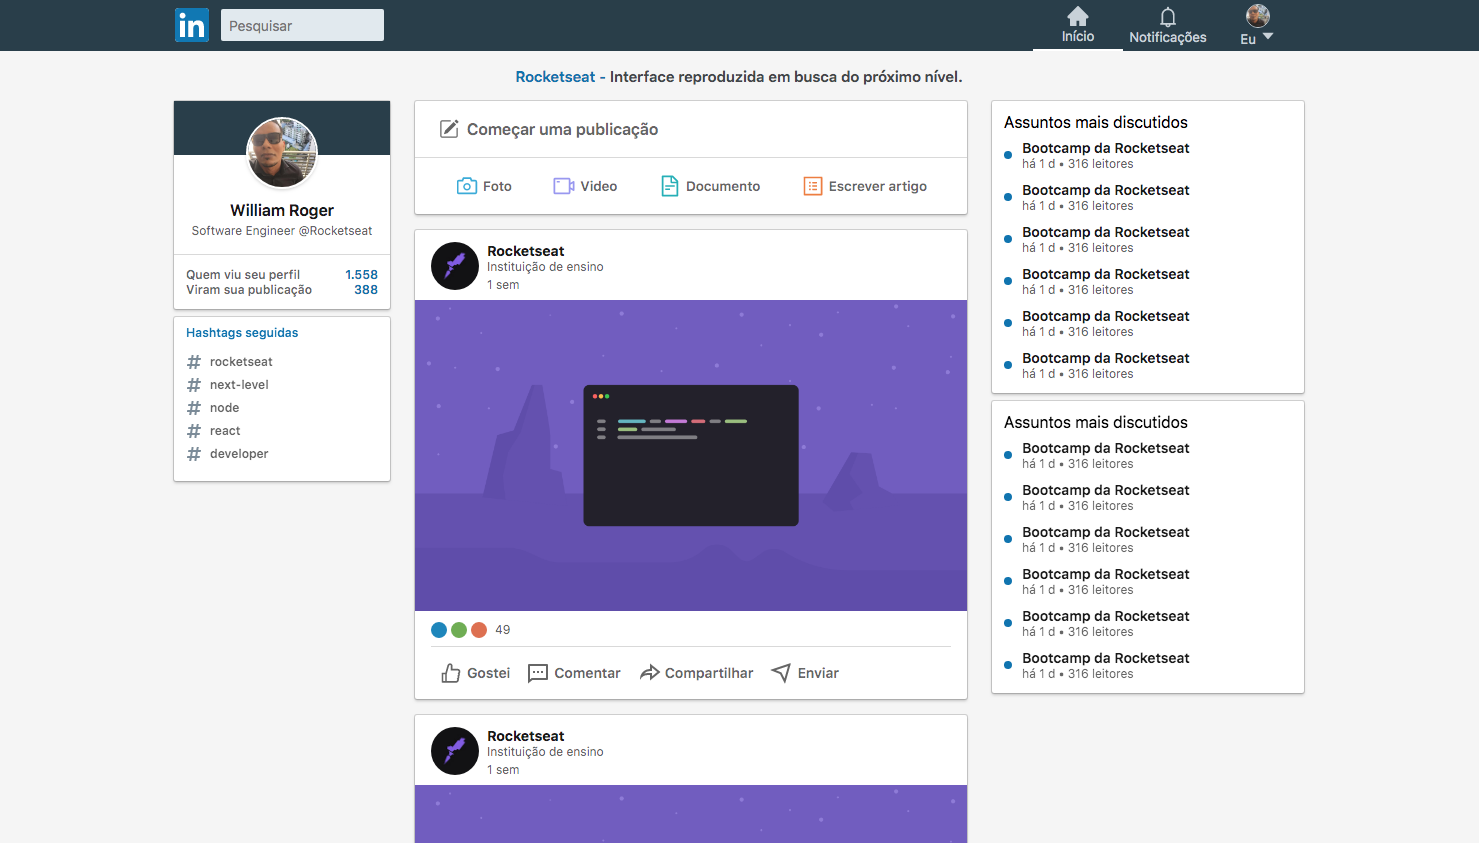 in
Pesquisar
Início
Notificações
Eu
Rocketseat - Interface reproduzida em busca do próximo nível.
William Roger
Software Engineer @Rocketseat
Quem viu seu perfil 1.558
Viram sua publicação 388
Hashtags seguidas
# rocketseat
# next-level
# node
# react
# developer
Começar uma publicação
Foto
Video
Documento
Escrever artigo
Rocketseat
Instituição de ensino
1 sem
49
Gostei
Comentar
Compartilhar
Enviar
Rocketseat
Instituição de ensino
1 sem
Assuntos mais discutidos
Bootcamp da Rocketseat
há 1 d • 316 leitores
Bootcamp da Rocketseat
há 1 d • 316 leitores
Bootcamp da Rocketseat
há 1 d • 316 leitores
Bootcamp da Rocketseat
há 1 d • 316 leitores
Bootcamp da Rocketseat
há 1 d • 316 leitores
Bootcamp da Rocketseat
há 1 d • 316 leitores
Assuntos mais discutidos
Bootcamp da Rocketseat
há 1 d • 316 leitores
Bootcamp da Rocketseat
há 1 d • 316 leitores
Bootcamp da Rocketseat
há 1 d • 316 leitores
Bootcamp da Rocketseat
há 1 d • 316 leitores
Bootcamp da Rocketseat
há 1 d • 316 leitores
Bootcamp da Rocketseat
há 1 d • 316 leitores